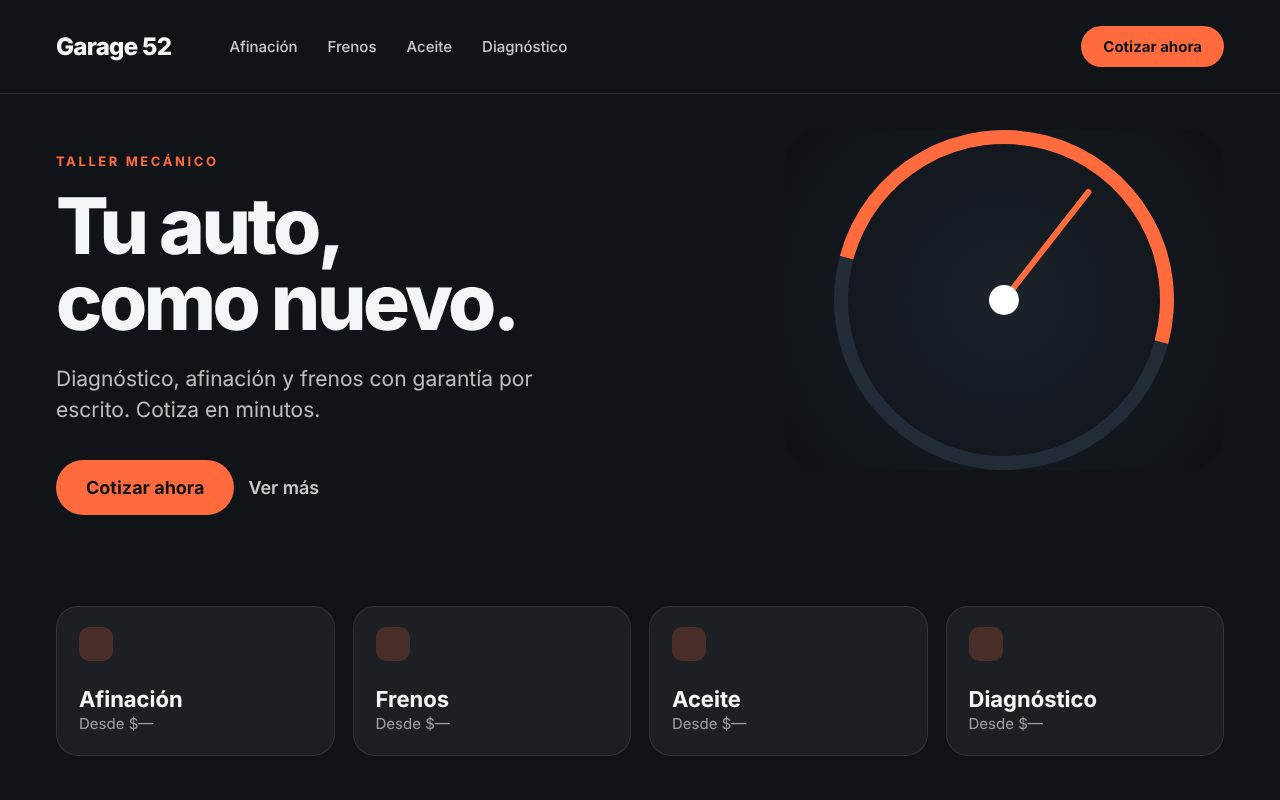 Garage 52
Afinación
Frenos
Aceite
Diagnóstico
Cotizar ahora
TALLER MECÁNICO
Tu auto,
como nuevo.
Diagnóstico, afinación y frenos con garantía por
escrito. Cotiza en minutos.
Cotizar ahora
Ver más
Afinación
Desde $—
Frenos
Desde $—
Aceite
Desde $—
Diagnóstico
Desde $—